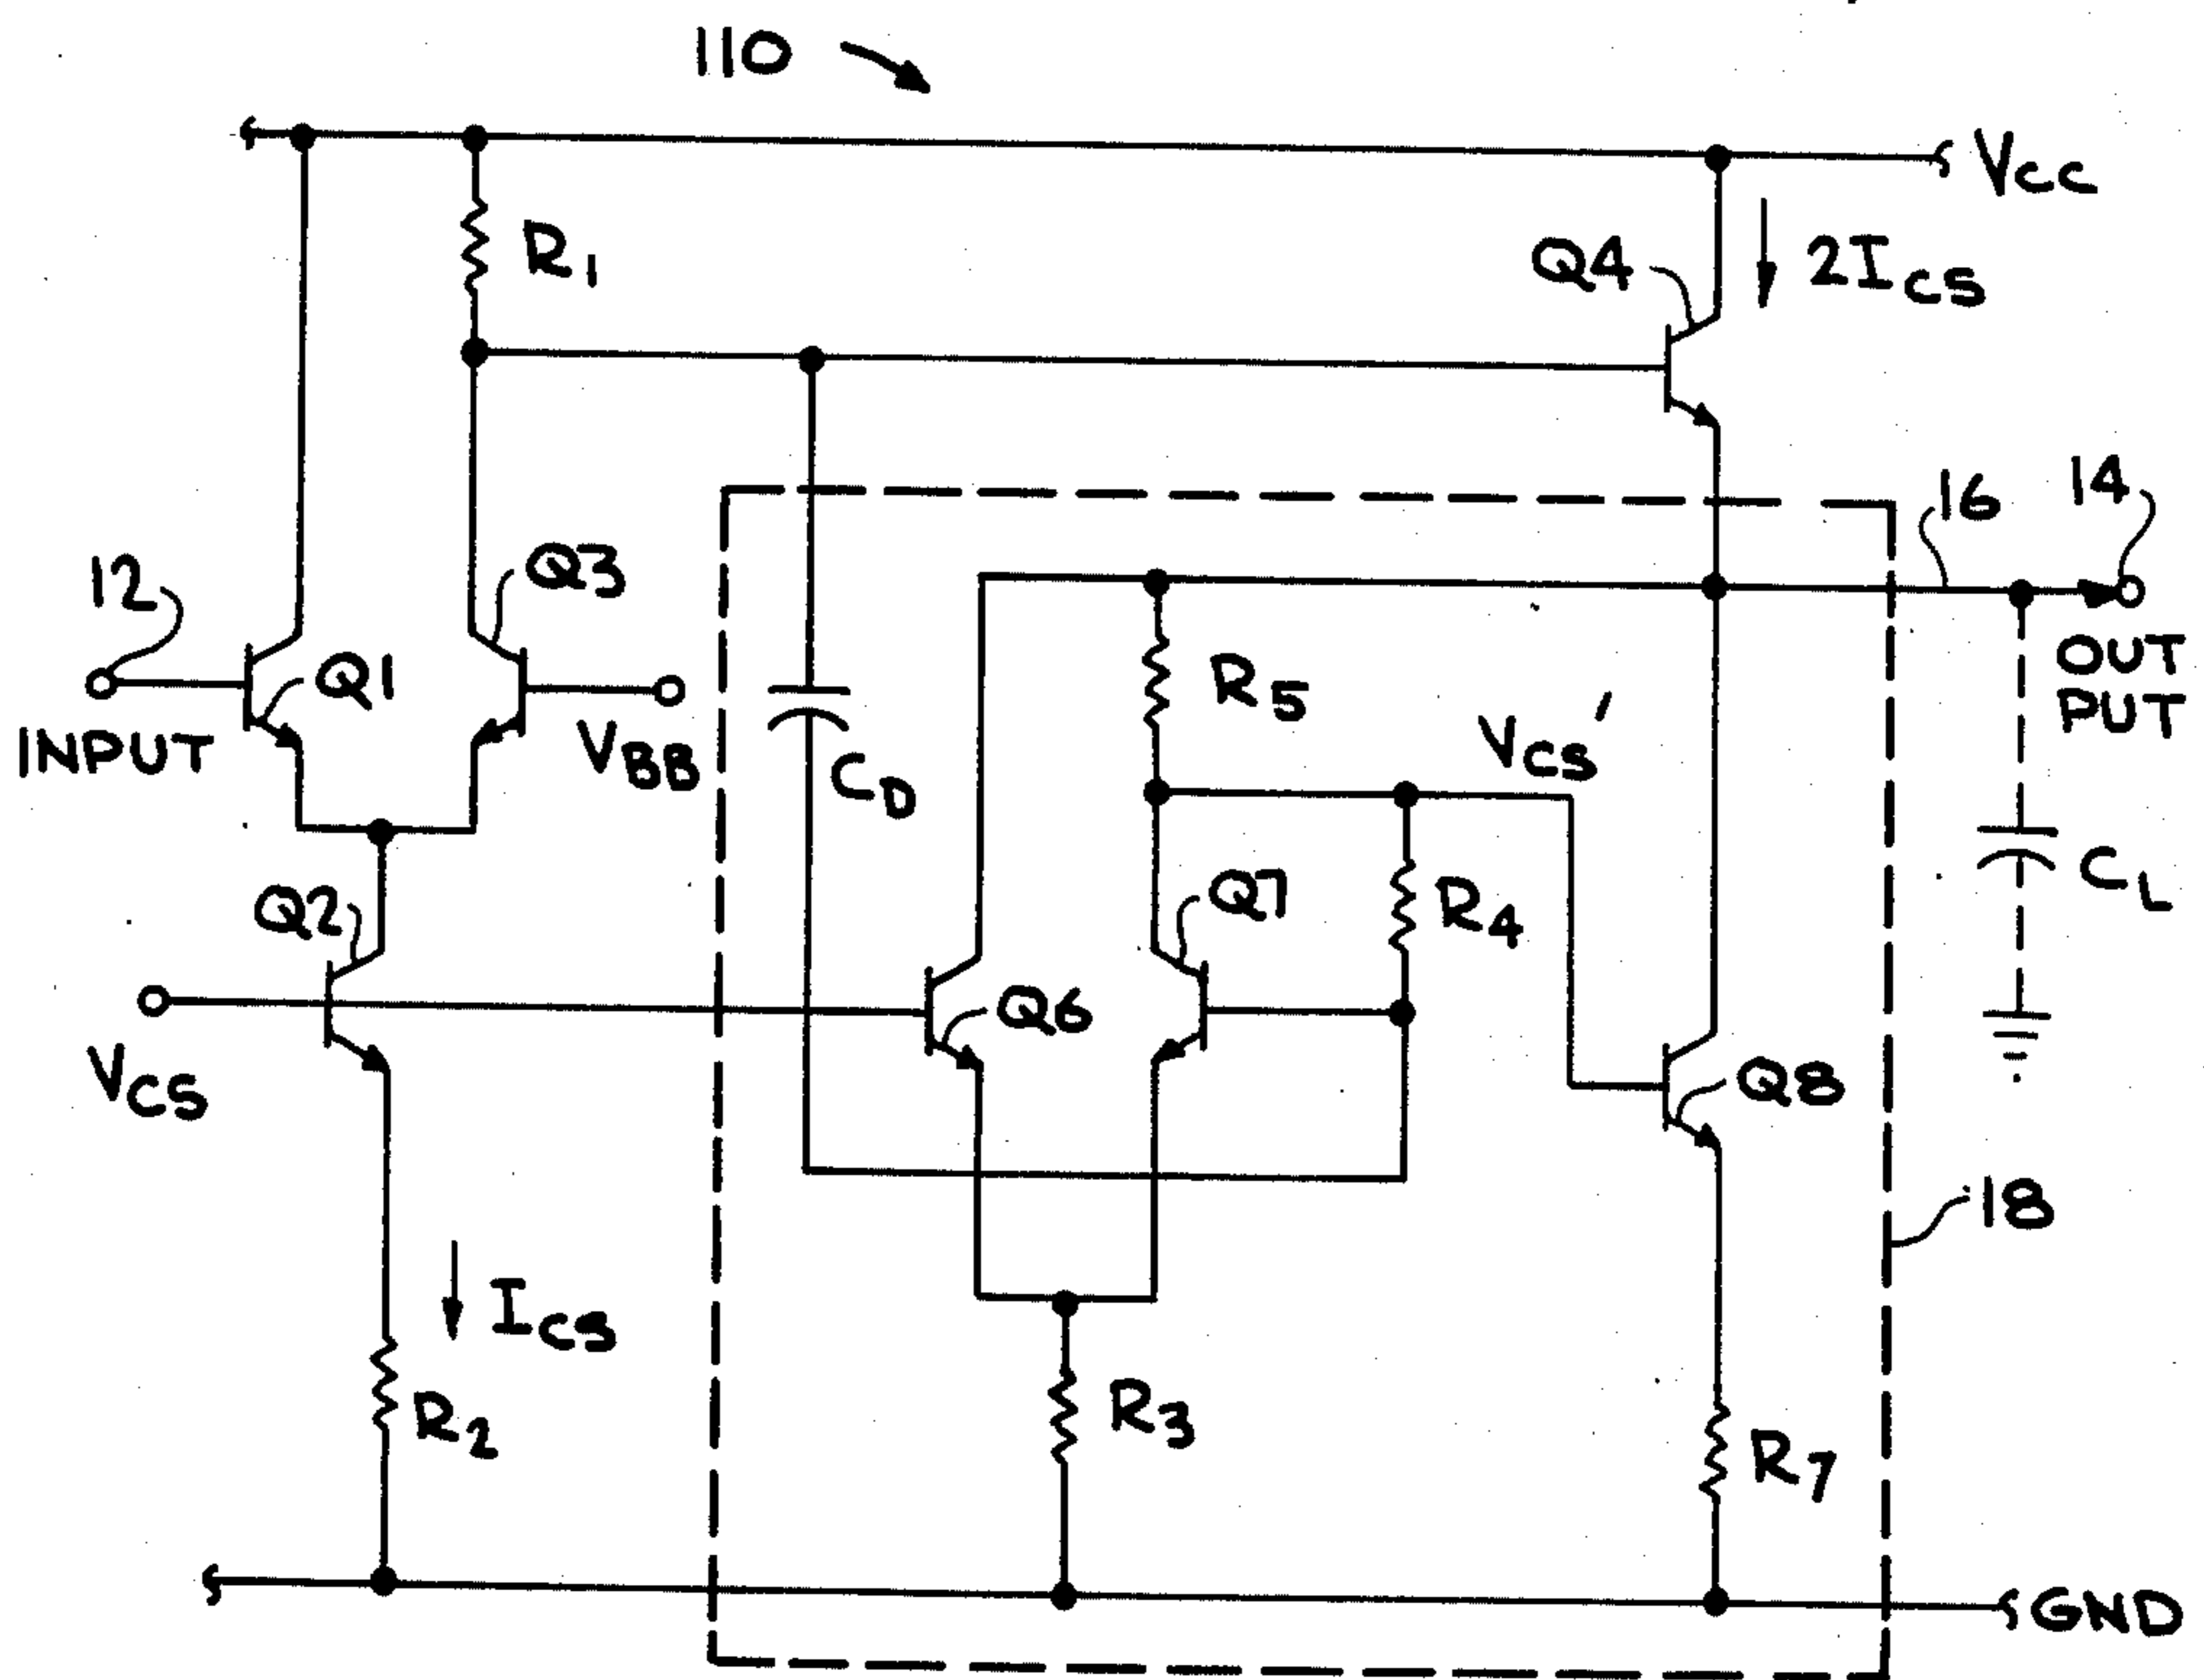 110
VCC
R1
Q4
2ICS
16
14
12
Q3
Q1
INPUT
VBB
CD
R5
VCS'
OUT
PUT
Q2
Q7
R4
CL
Q6
VCS
Q8
18
ICS
R2
R3
R7
GND